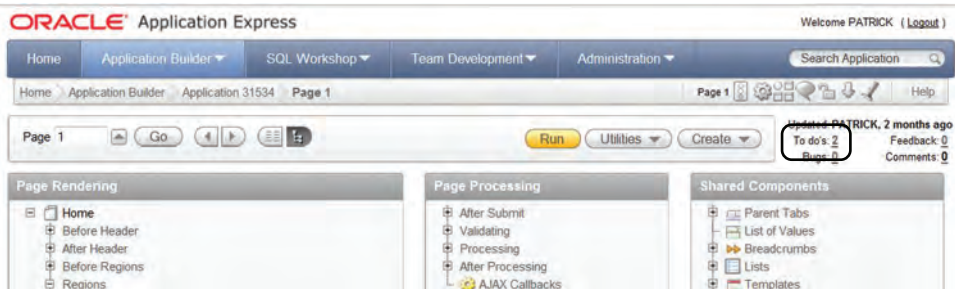 ORACLE Application Express
Welcome PATRICK ( Logout )
Home Application Builder SQL Workshop Team Development Administration Search Application
Home Application Builder Application 31534 Page 1 Page 1 Help
Page 1 Go Run Utilities Create
Updated: PATRICK, 2 months ago
To do's: 2 Feedback: 0
Bugs: 0 Comments: 0
Page Rendering Page Processing Shared Components
Home After Submit Parent Tabs
Before Header Validating List of Values
After Header Processing Breadcrumbs
Before Regions After Processing Lists
Regions AJAX Callbacks Templates